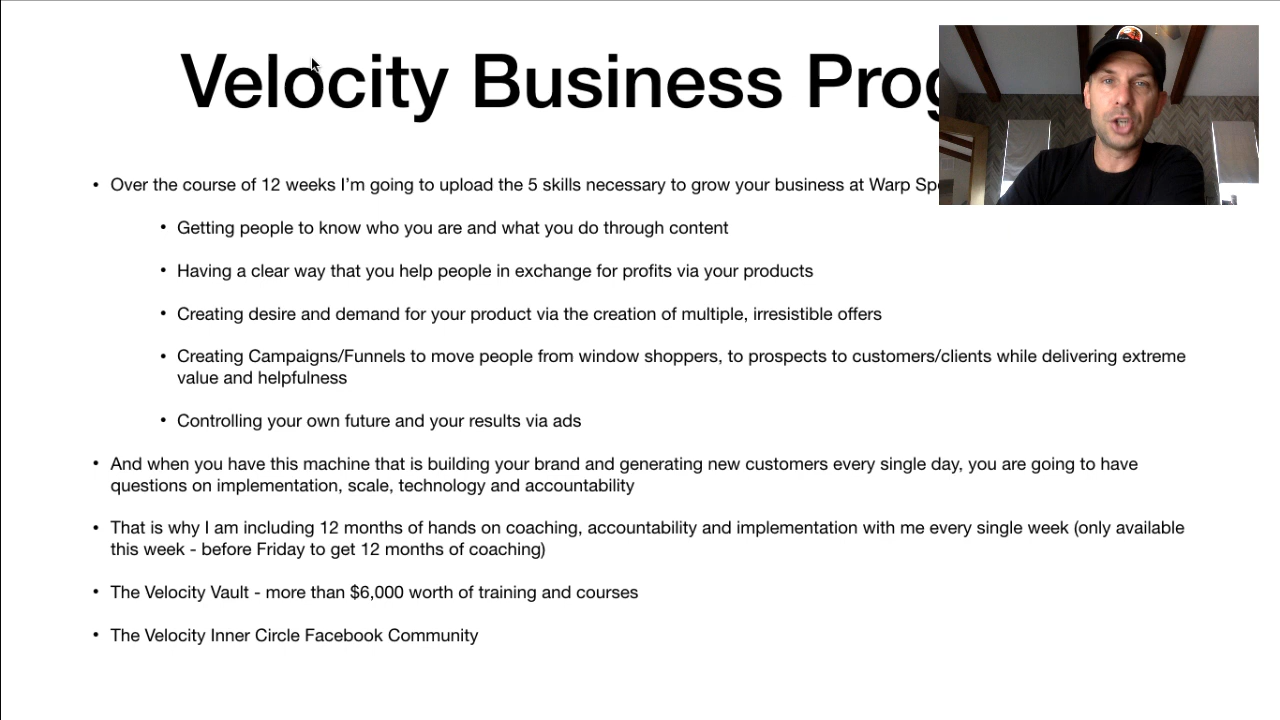 Velocity Business
• Over the course of 12 weeks I’m going to upload the 5 skills necessary to grow your business at Warp
• Getting people to know who you are and what you do through content
• Having a clear way that you help people in exchange for profits via your products
• Creating desire and demand for your product via the creation of multiple, irresistible offers
• Creating Campaigns/Funnels to move people from window shoppers, to prospects to customers/clients while delivering extreme
value and helpfulness
• Controlling your own future and your results via ads
• And when you have this machine that is building your brand and generating new customers every single day, you are going to have
questions on implementation, scale, technology and accountability
• That is why I am including 12 months of hands on coaching, accountability and implementation with me every single week (only available
this week - before Friday to get 12 months of coaching)
• The Velocity Vault - more than $6,000 worth of training and courses
• The Velocity Inner Circle Facebook Community